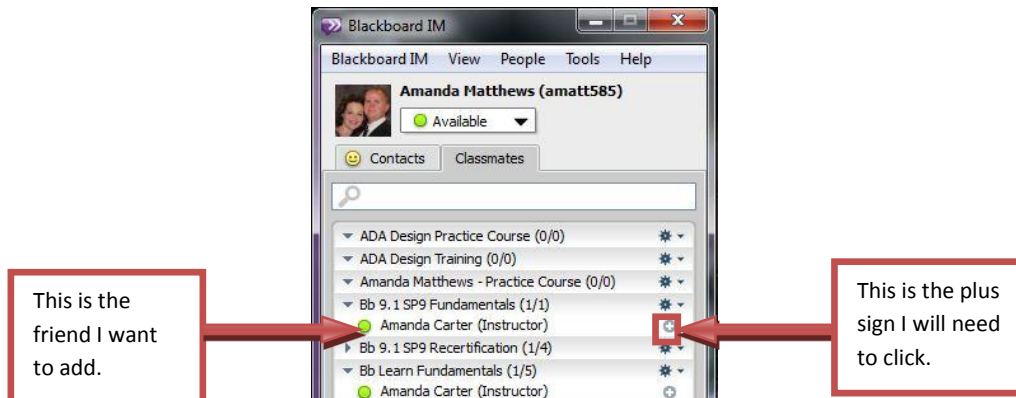 Blackboard IM
Blackboard IM View People Tools Help
Amanda Matthews (amatt585)
Available
Contacts Classmates
ADA Design Practice Course (0/0)
ADA Design Training (0/0)
Amanda Matthews - Practice Course (0/0)
Bb 9.1 SP9 Fundamentals (1/1)
Amanda Carter (Instructor)
Bb 9.1 SP9 Recertification (1/4)
Bb Learn Fundamentals (1/5)
Amanda Carter (Instructor)
This is the
friend I want
to add.
This is the plus
sign I will need
to click.